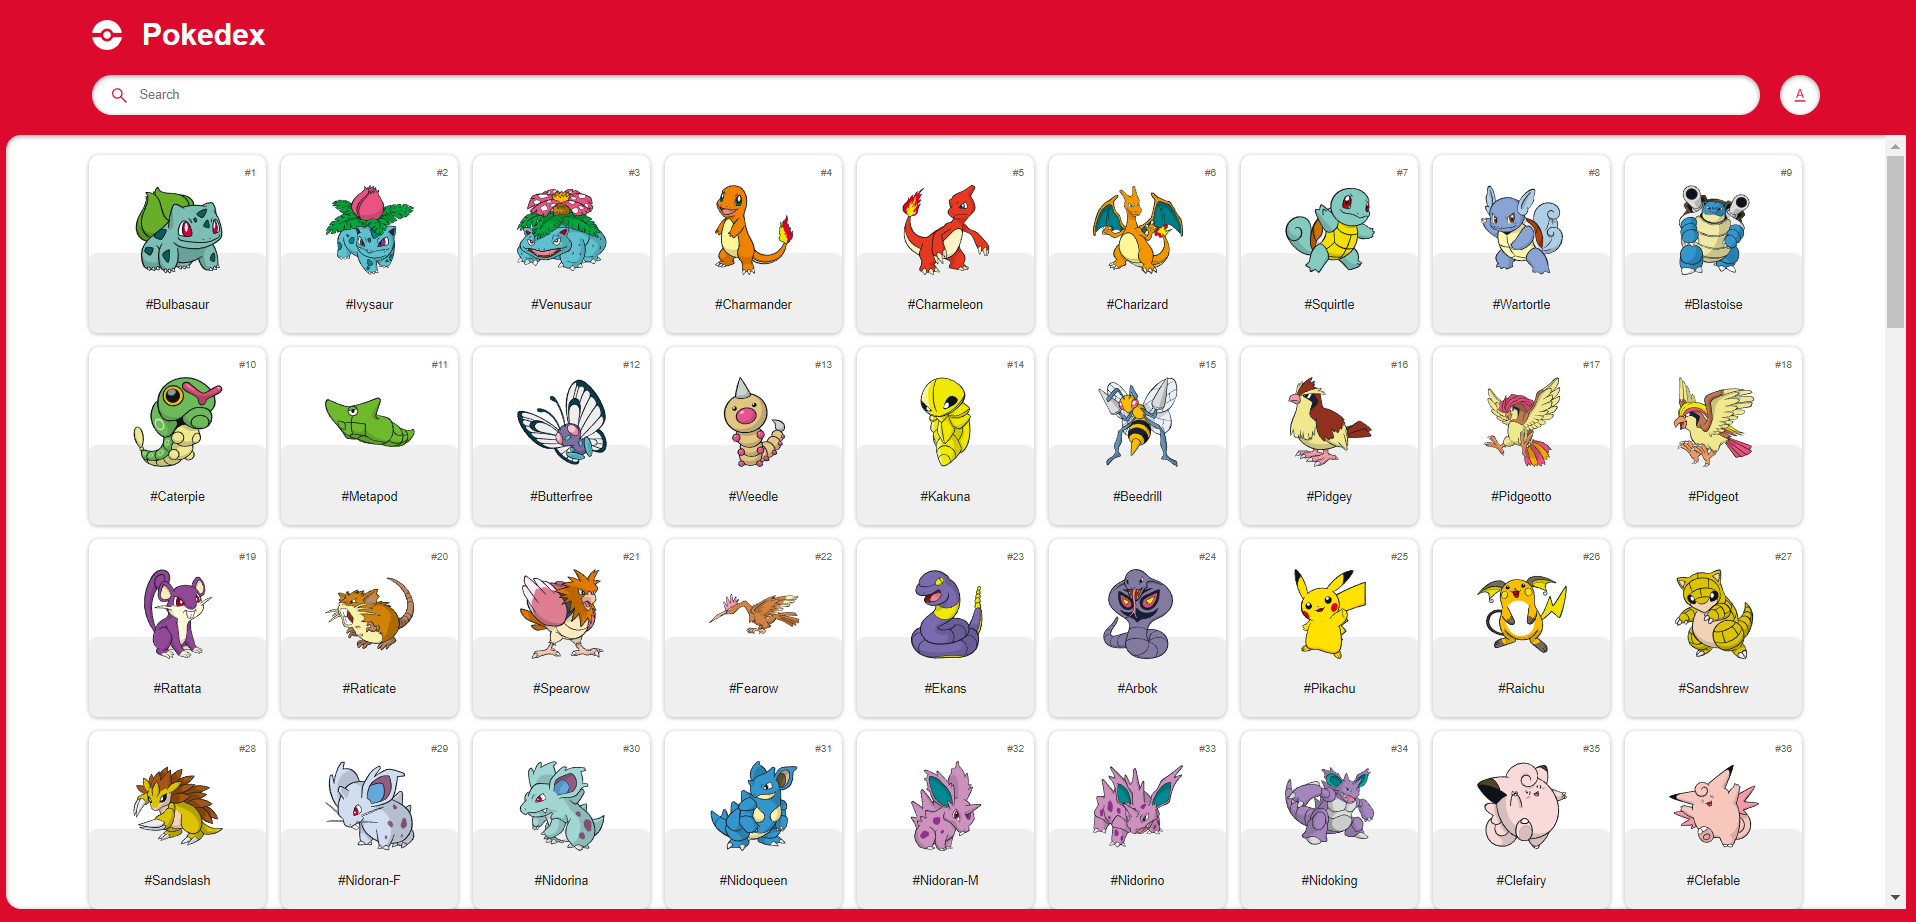 Pokedex
Search
A
#1 #2 #3 #4 #5 #6 #7 #8 #9
#Bulbasaur #Ivysaur #Venusaur #Charmander #Charmeleon #Charizard #Squirtle #Wartortle #Blastoise
#10 #11 #12 #13 #14 #15 #16 #17 #18
#Caterpie #Metapod #Butterfree #Weedle #Kakuna #Beedrill #Pidgey #Pidgeotto #Pidgeot
#19 #20 #21 #22 #23 #24 #25 #26 #27
#Rattata #Raticate #Spearow #Fearow #Ekans #Arbok #Pikachu #Raichu #Sandshrew
#28 #29 #30 #31 #32 #33 #34 #35 #36
#Sandslash #Nidoran-F #Nidorina #Nidoqueen #Nidoran-M #Nidorino #Nidoking #Clefairy #Clefable